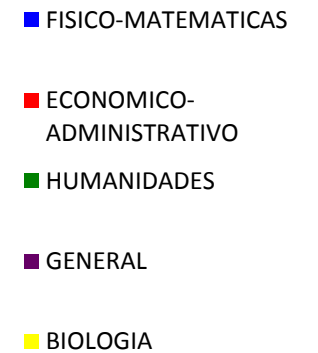 FISICO-MATEMATICAS
ECONOMICO-
ADMINISTRATIVO
HUMANIDADES
GENERAL
BIOLOGIA